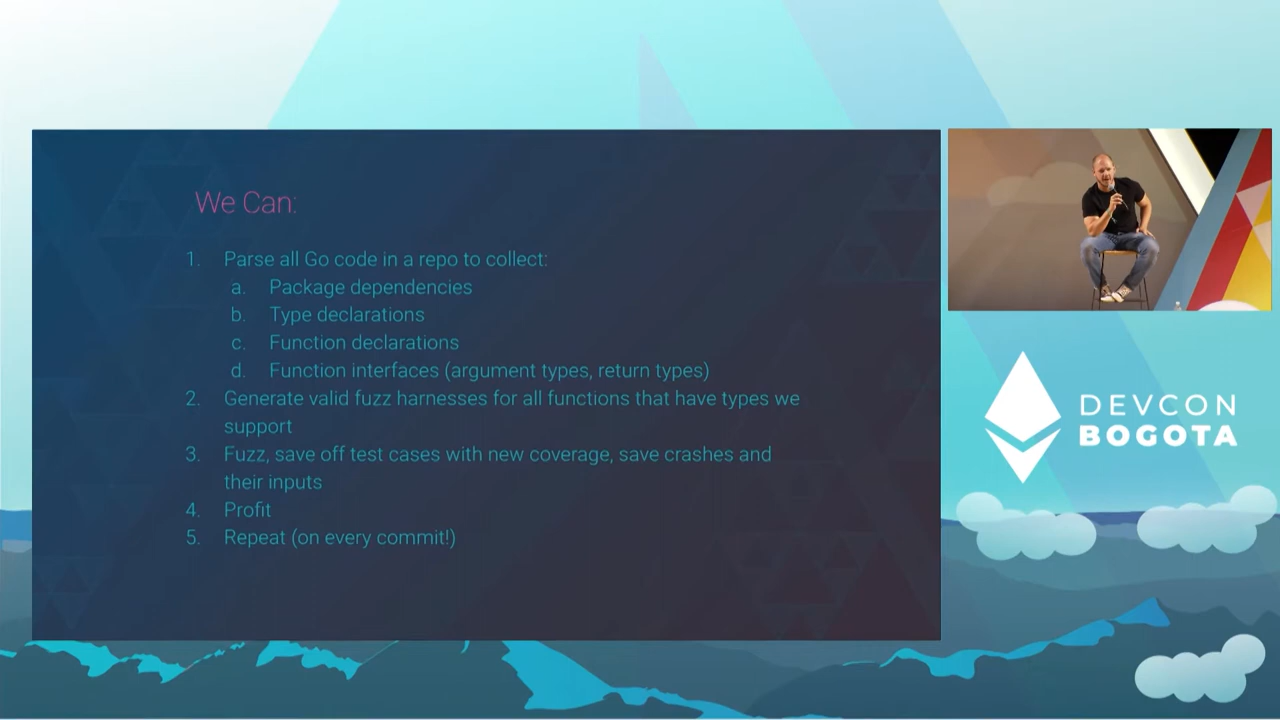 We Can:
1. Parse all Go code in a repo to collect:
a. Package dependencies
b. Type declarations
c. Function declarations
d. Function interfaces (argument types, return types)
2. Generate valid fuzz harnesses for all functions that have types we
support
3. Fuzz, save off test cases with new coverage, save crashes and
their inputs
4. Profit
5. Repeat (on every commit!)
DEVCON
BOGOTA